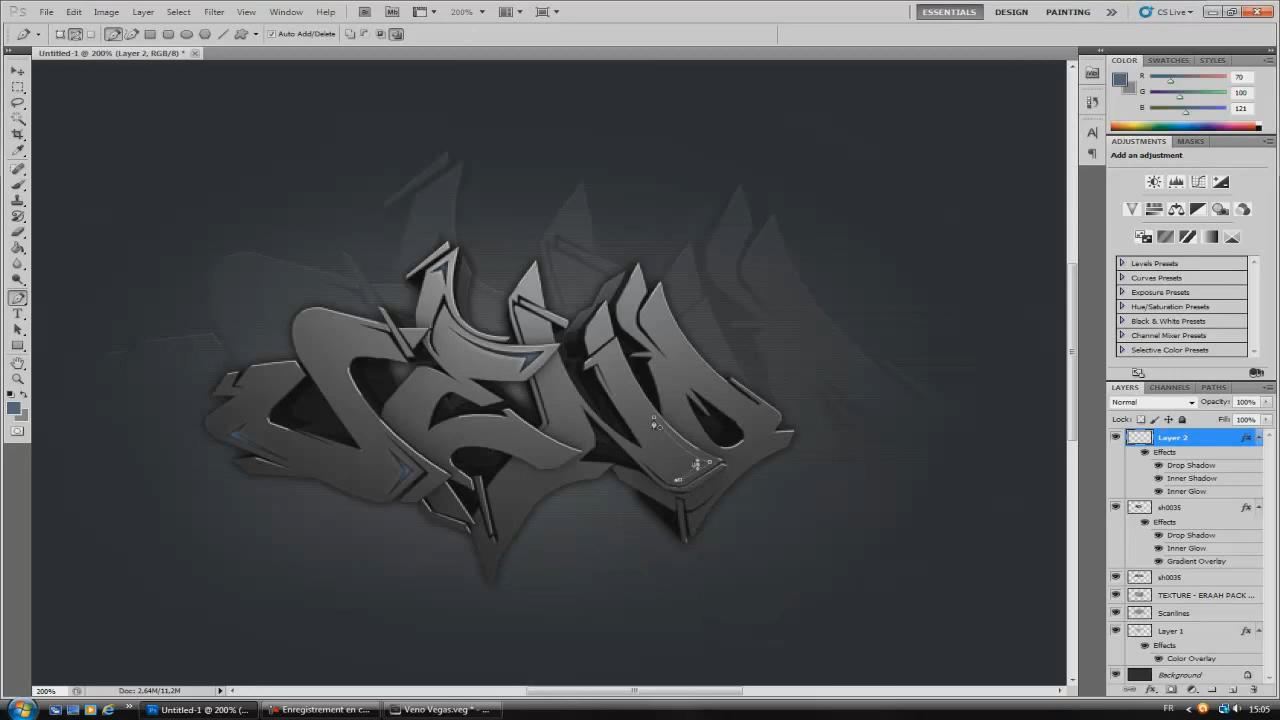 Ps File Edit Image Layer Select Filter View Window Help Br Mb 200% ESSENTIALS DESIGN PAINTING CS Live
Auto Add/Delete
Untitled-1 @ 200% (Layer 2, RGB/8) *
COLOR SWATCHES STYLES
R 70
G 100
B 121
ADJUSTMENTS MASKS
Add an adjustment
Levels Presets
Curves Presets
Exposure Presets
Hue/Saturation Presets
Black & White Presets
Channel Mixer Presets
Selective Color Presets
LAYERS CHANNELS PATHS
Normal Opacity: 100%
Lock: Fill: 100%
Layer 2
Effects
Drop Shadow
Inner Shadow
Inner Glow
sh0035
Effects
Drop Shadow
Inner Glow
Gradient Overlay
sh0035
TEXTURE - ERAAH PACK ...
Scanlines
Layer 1
Effects
Color Overlay
Background
200% Doc: 2,64M/11,2M
Untitled-1 @ 200% (... Enregistrement en c... Veno Vegas.veg * - ... FR 15:05